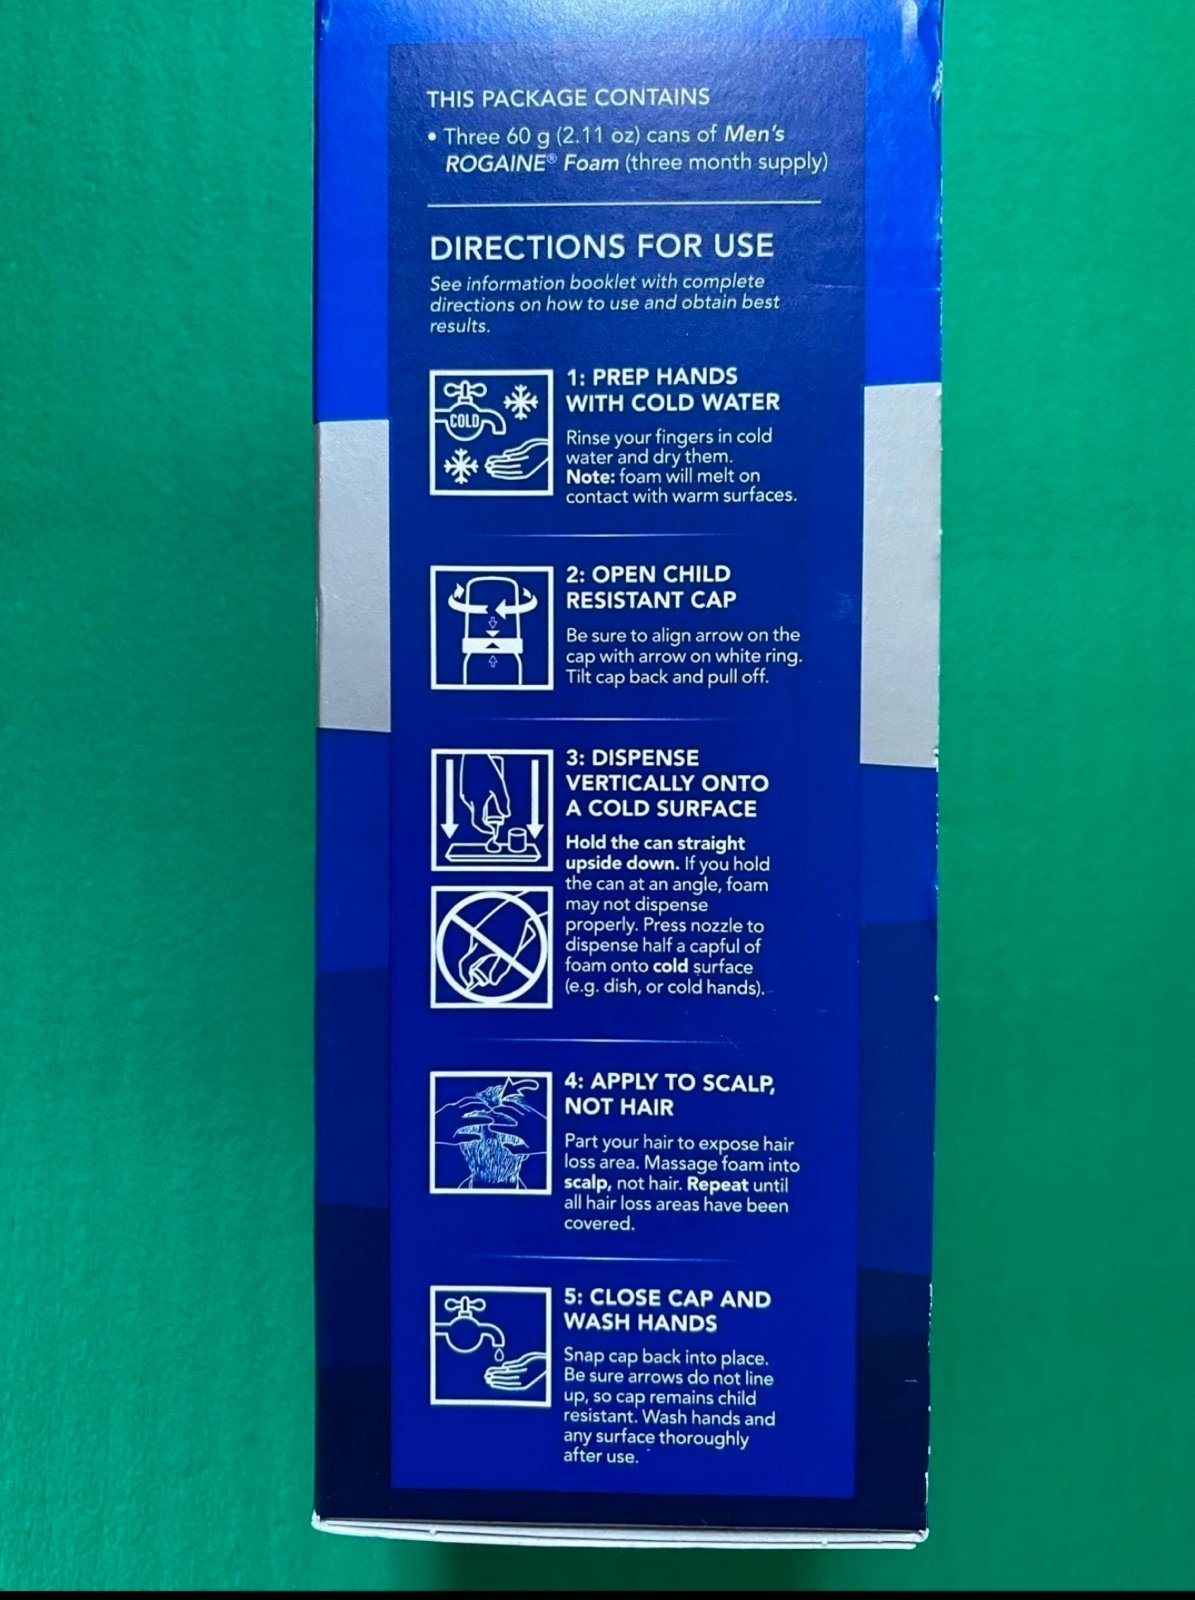 THIS PACKAGE CONTAINS
• Three 60 g (2.11 oz) cans of Men's
ROGAINE® Foam (three month supply)
DIRECTIONS FOR USE
See information booklet with complete
directions on how to use and obtain best
results.
COLD
1: PREP HANDS
WITH COLD WATER
Rinse your fingers in cold
water and dry them.
Note: foam will melt on
contact with warm surfaces.
2: OPEN CHILD
RESISTANT CAP
Be sure to align arrow on the
cap with arrow on white ring.
Tilt cap back and pull off.
3: DISPENSE
VERTICALLY ONTO
A COLD SURFACE
Hold the can straight
upside down. If you hold
the can at an angle, foam
may not dispense
properly. Press nozzle to
dispense half a capful of
foam onto cold surface
(e.g. dish, or cold hands).
4: APPLY TO SCALP,
NOT HAIR
Part your hair to expose hair
loss area. Massage foam into
scalp, not hair. Repeat until
all hair loss areas have been
covered.
5: CLOSE CAP AND
WASH HANDS
Snap cap back into place.
Be sure arrows do not line
up, so cap remains child
resistant. Wash hands and
any surface thoroughly
after use.